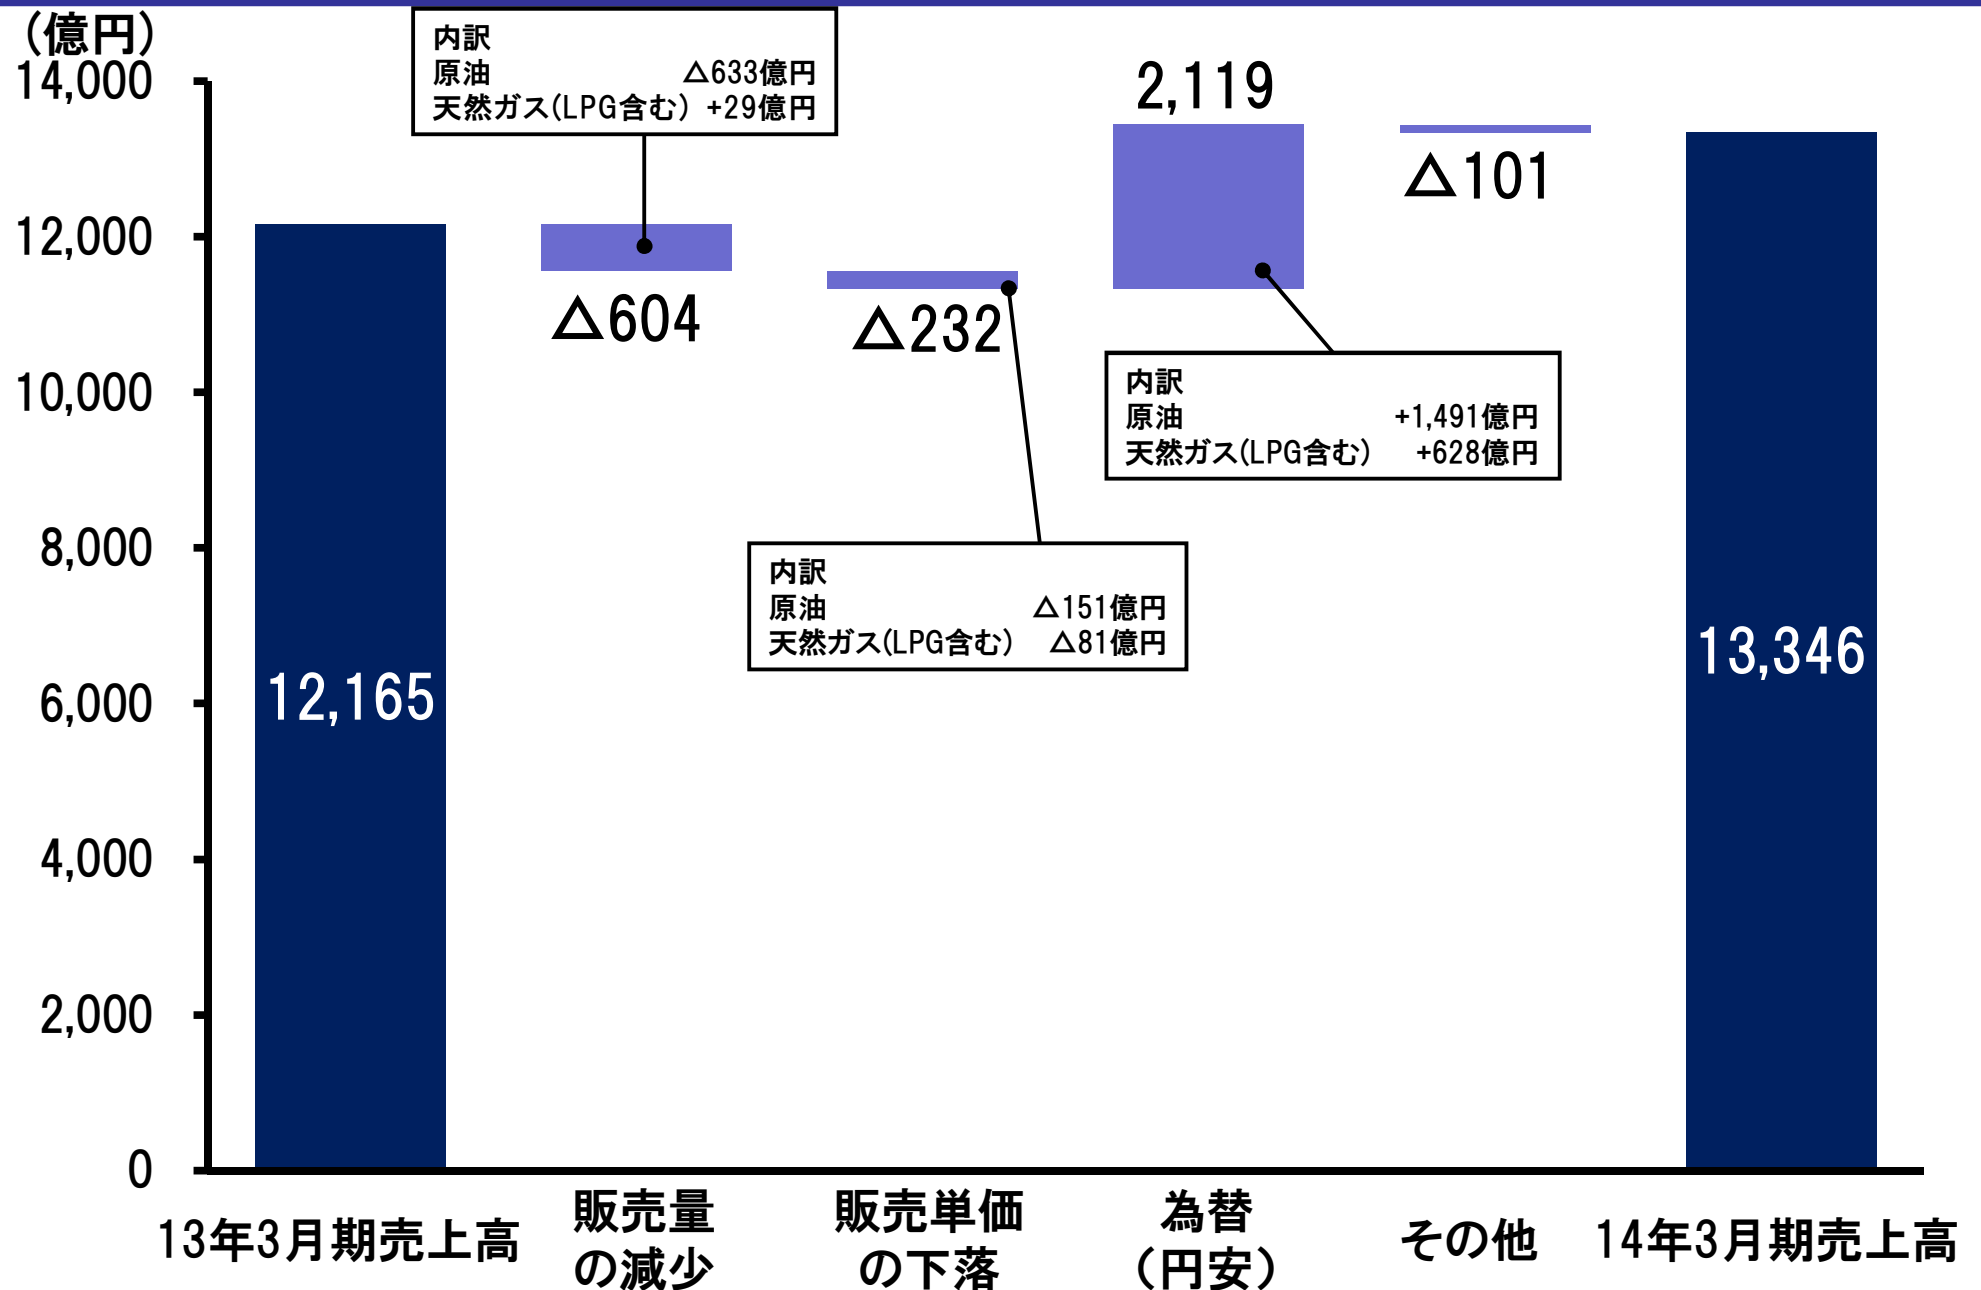 (億円)
14,000
12,000
10,000
8,000
6,000
4,000
2,000
0
内訳
原油 △633億円
天然ガス(LPG含む) +29億円
2,119
△101
△604
△232
内訳
原油 +1,491億円
天然ガス(LPG含む) +628億円
内訳
原油 △151億円
天然ガス(LPG含む) △81億円
12,165
13,346
13年3月期売上高
販売量
の減少
販売単価
の下落
為替
(円安)
その他
14年3月期売上高